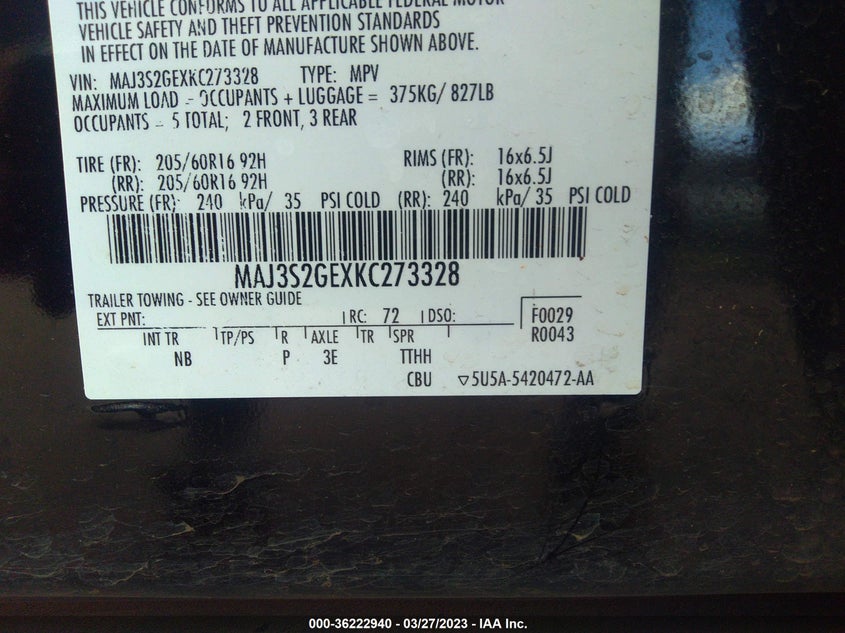 THIS VEHICLE CONFORMS TO ALL APPLICABLE FEDERAL MOTOR
VEHICLE SAFETY AND THEFT PREVENTION STANDARDS
IN EFFECT ON THE DATE OF MANUFACTURE SHOWN ABOVE.
VIN: MAJ3S2GEXKC273328 TYPE: MPV
MAXIMUM LOAD = OCCUPANTS + LUGGAGE = 375KG/ 827LB
OCCUPANTS = 5 TOTAL; 2 FRONT, 3 REAR
TIRE (FR): 205/60R16 92H RIMS (FR): 16x6.5J
(RR): 205/60R16 92H (RR): 16x6.5J
PRESSURE (FR): 240 kPa/ 35 PSI COLD (RR): 240 kPa/ 35 PSI COLD
MAJ3S2GEXKC273328
TRAILER TOWING - SEE OWNER GUIDE
EXT PNT: RC: 72 DSO: F0029
R0043
INT TR TP/PS R AXLE TR SPR
NB P 3E TTHH
CBU ▽5U5A-5420472-AA
000-36222940 - 03/27/2023 - IAA Inc.